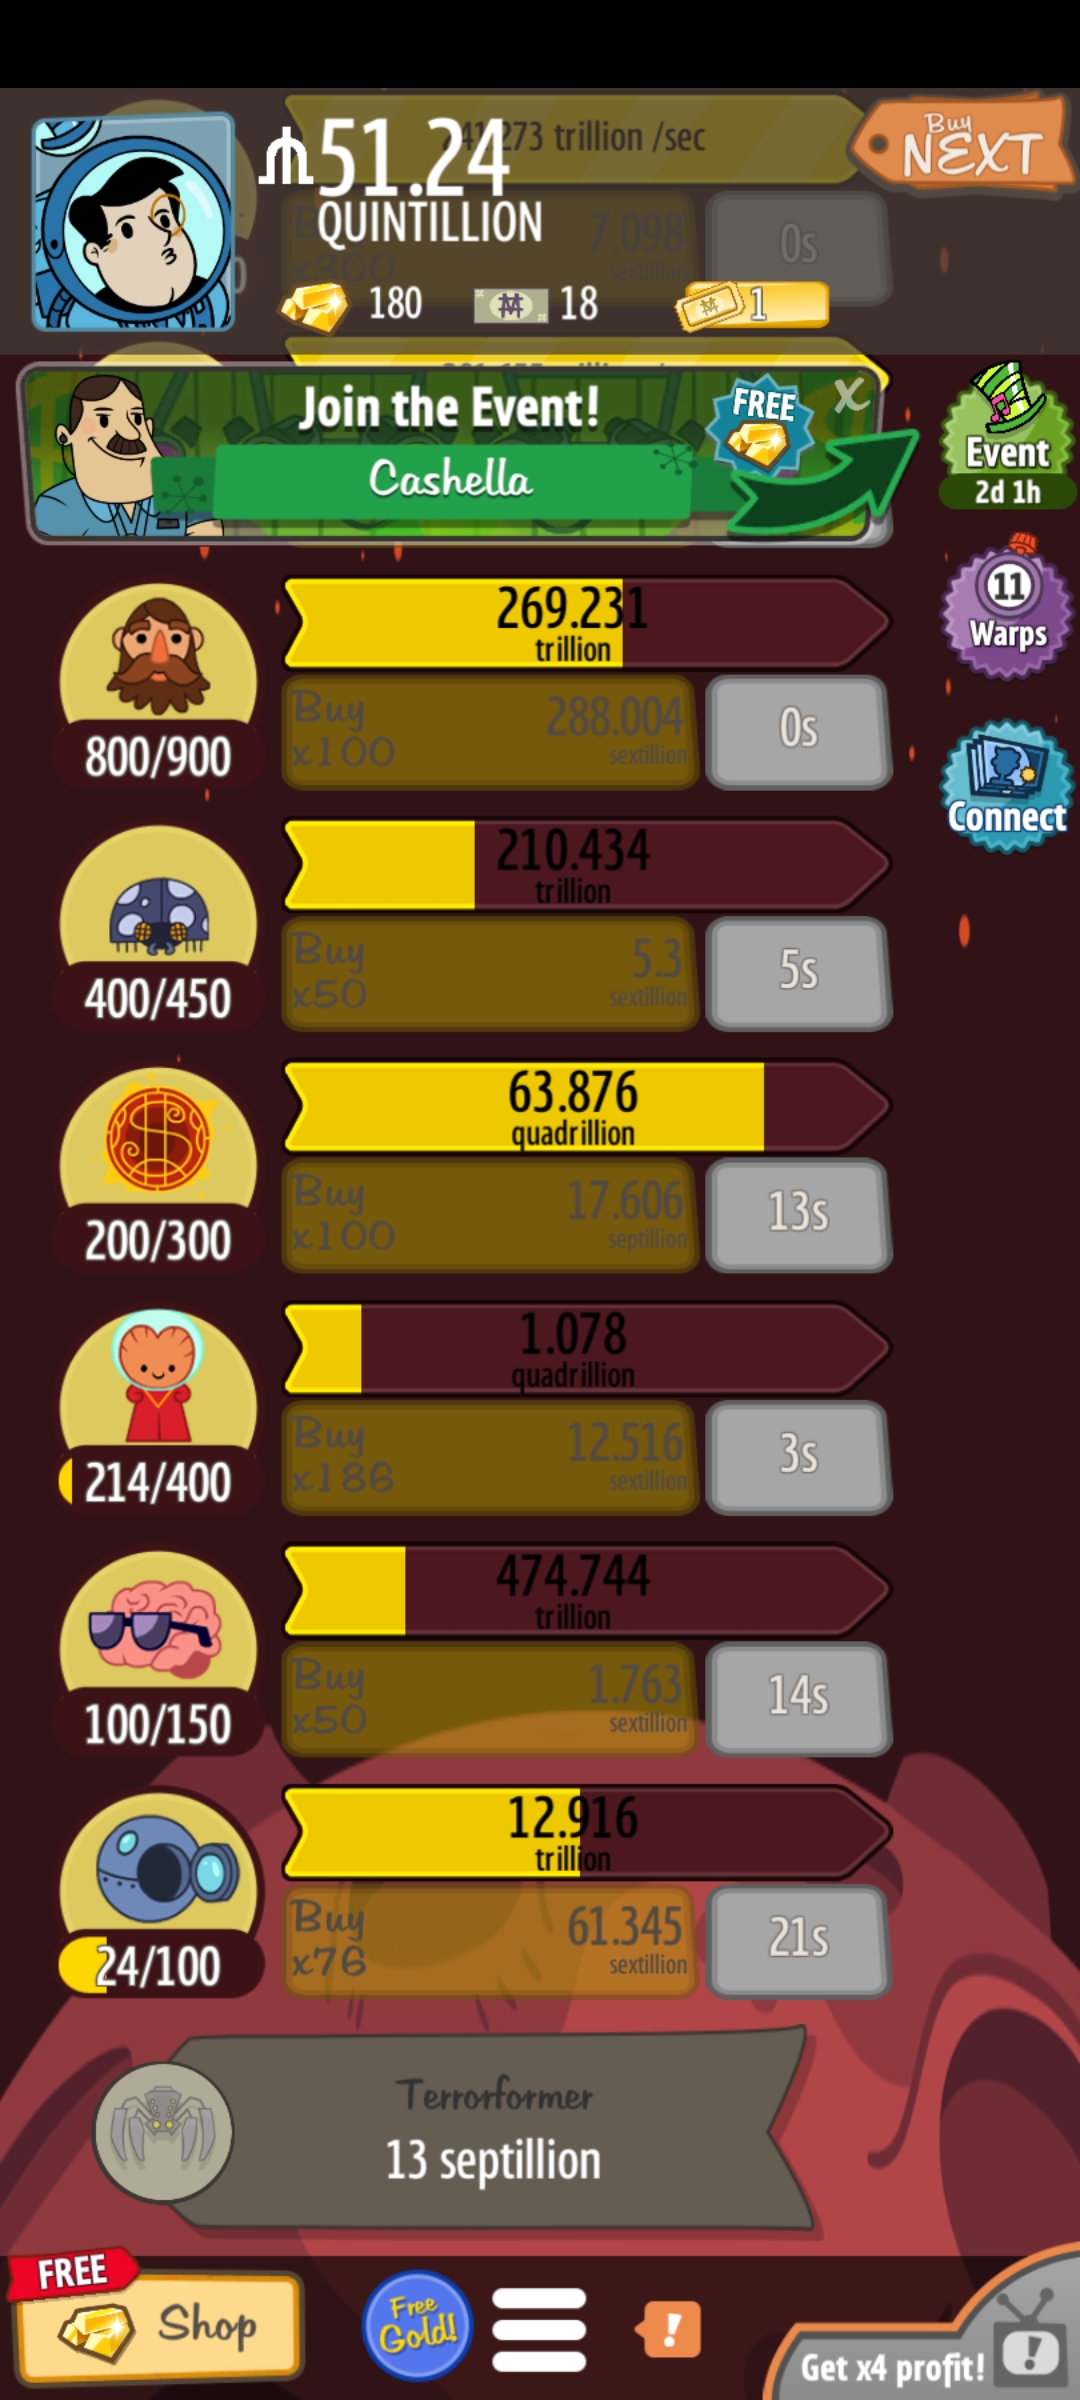 51.24
QUINTILLION
273 trillion /sec
Buy
NEXT
x300
7.098
sextillion
0s
180
18
1
Join the Event!
Cashella
FREE
X
Event
2d 1h
11
Warps
Connect
269.231
trillion
800/900
Buy
x100
288.004
sextillion
0s
210.434
trillion
400/450
Buy
x50
5.3
sextillion
5s
63.876
quadrillion
200/300
Buy
x100
17.606
septillion
13s
1.078
quadrillion
214/400
Buy
x186
12.516
sextillion
3s
474.744
trillion
100/150
Buy
x50
1.763
sextillion
14s
12.916
trillion
24/100
Buy
x76
61.345
sextillion
21s
Terrorformer
13 septillion
FREE
Shop
Free
Gold!
!
Get x4 profit!
!